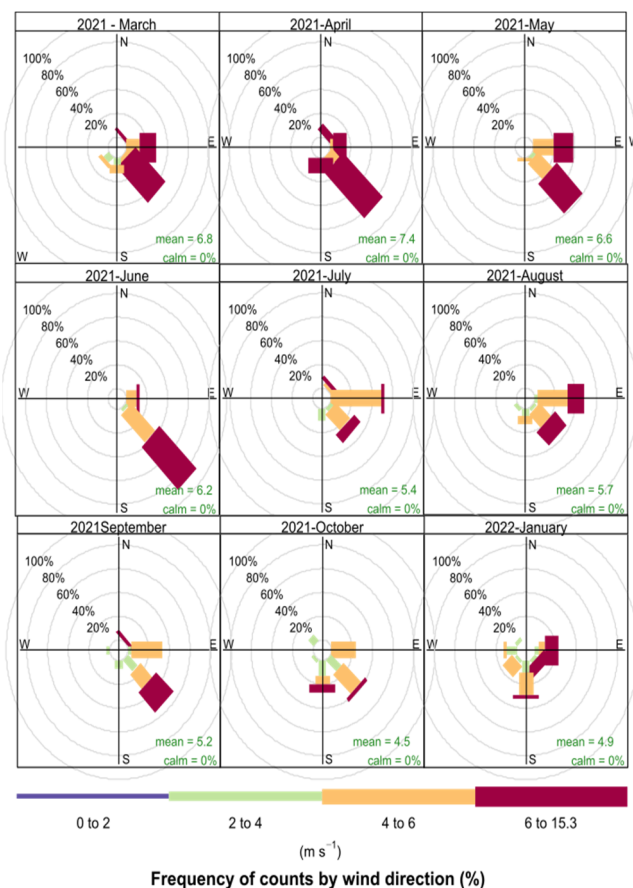 2021 - March
2021-April
2021-May
N
100%
80%
60%
40%
20%
E
S
W
mean = 6.8
calm = 0%
N
100%
80%
60%
40%
20%
W
E
S
mean = 7.4
calm = 0%
N
100%
80%
60%
40%
20%
W
W
S
mean = 6.6
calm = 0%
2021-June
2021-July
2021-August
N
100%
80%
60%
40%
20%
W
E
S
mean = 6.2
calm = 0%
N
100%
80%
60%
40%
20%
W
E
S
mean = 5.4
calm = 0%
N
100%
80%
60%
40%
20%
W
E
S
mean = 5.7
calm = 0%
2021September
2021-October
2022-January
N
100%
80%
60%
40%
20%
W
E
S
mean = 5.2
calm = 0%
N
100%
80%
60%
40%
20%
W
E
S
mean = 4.5
calm = 0%
N
100%
80%
60%
40%
20%
W
E
S
mean = 4.9
calm = 0%
0 to 2
2 to 4
4 to 6
6 to 15.3
(m s⁻¹)
Frequency of counts by wind direction (%)